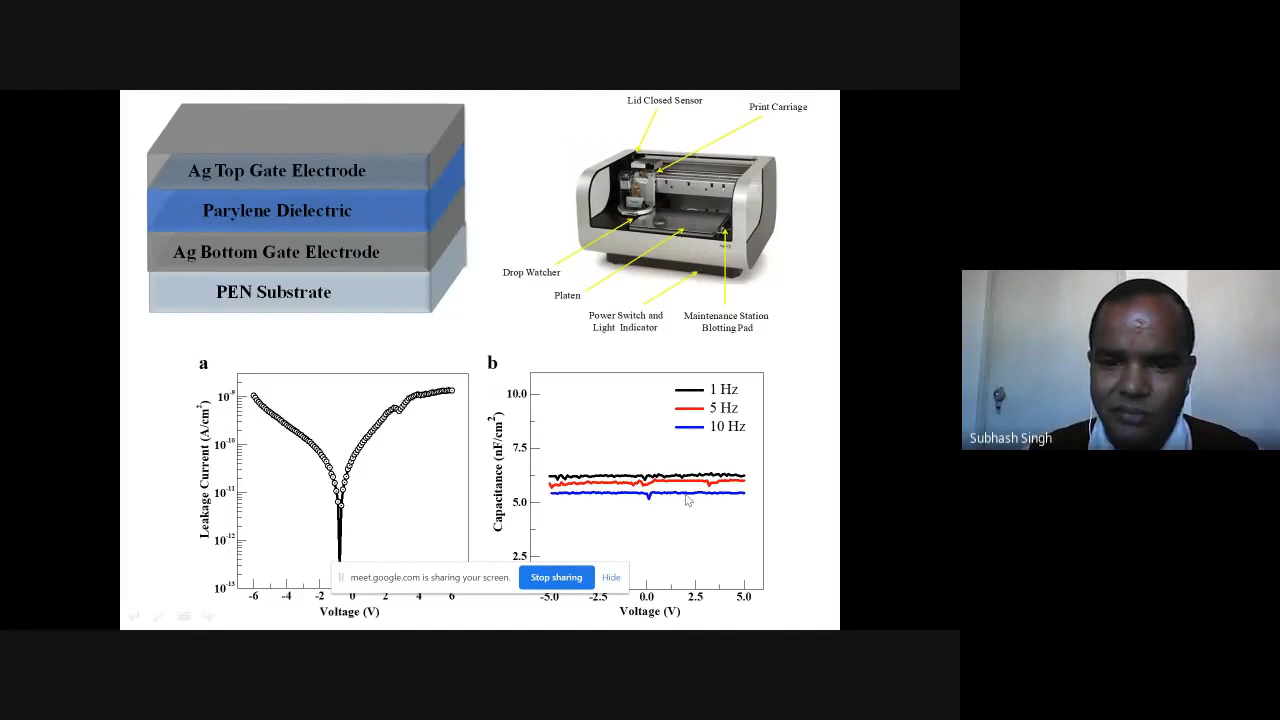 Lid Closed Sensor
Print Carriage
Ag Top Gate Electrode
Parylene Dielectric
Ag Bottom Gate Electrode
PEN Substrate
Drop Watcher
Platen
Power Switch and
Light Indicator
Maintenance Station
Blotting Pad
a
Leakage Current (A/cm²)
10⁻⁹
10⁻¹⁰
10⁻¹¹
10⁻¹²
10⁻¹³
-6 -4 -2 0 2 4 6
Voltage (V)
b
Capacitance (nF/cm²)
10.0
7.5
5.0
2.5
1 Hz
5 Hz
10 Hz
-5.0 -2.5 0.0 2.5 5.0
Voltage (V)
meet.google.com is sharing your screen.
Stop sharing
Hide
Subhash Singh